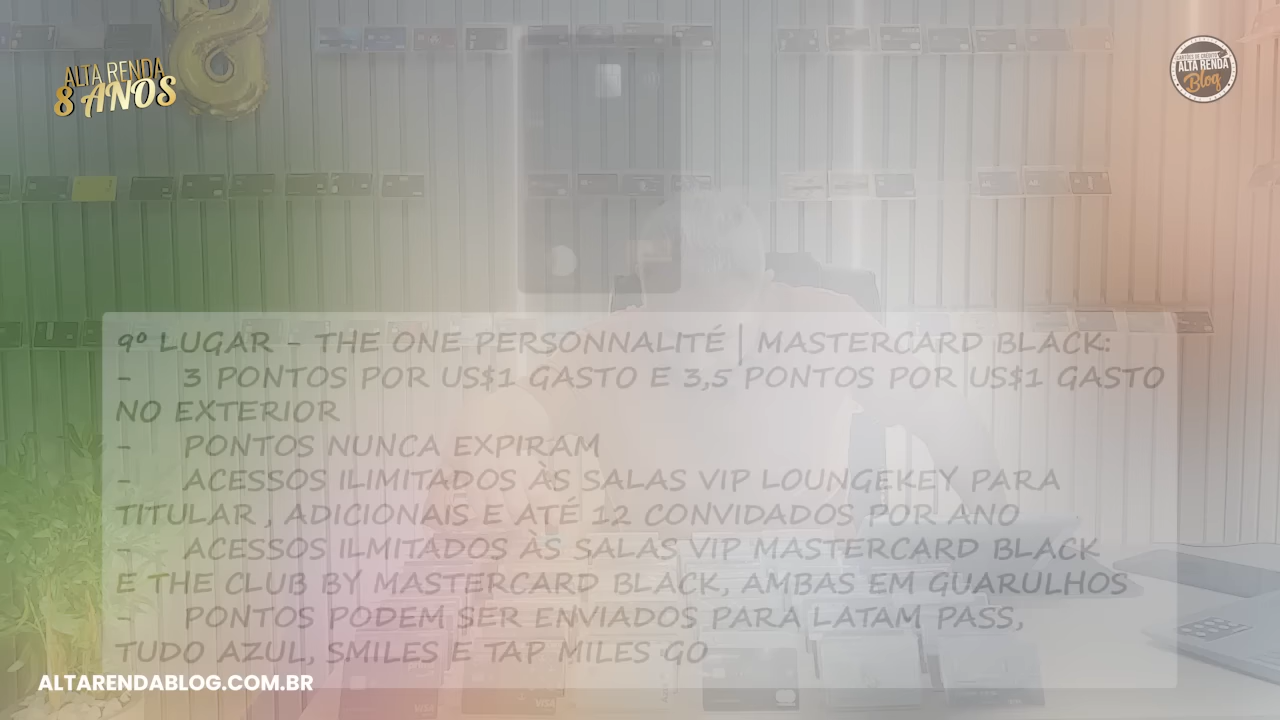 ALTA RENDA
8 ANOS
ALTA RENDA
Blog
9º LUGAR - THE ONE PERSONNALITÉ | MASTERCARD BLACK:
- 3 PONTOS POR US$1 GASTO E 3,5 PONTOS POR US$1 GASTO
NO EXTERIOR
- PONTOS NUNCA EXPIRAM
- ACESSOS ILIMITADOS ÀS SALAS VIP LOUNGEKEY PARA
TITULAR , ADICIONAIS E ATÉ 12 CONVIDADOS POR ANO
- ACESSOS ILMITADOS ÀS SALAS VIP MASTERCARD BLACK
E THE CLUB BY MASTERCARD BLACK, AMBAS EM GUARULHOS
- PONTOS PODEM SER ENVIADOS PARA LATAM PASS,
TUDO AZUL, SMILES E TAP MILES GO
ALTARENDABLOG.COM.BR
VISA
VISA